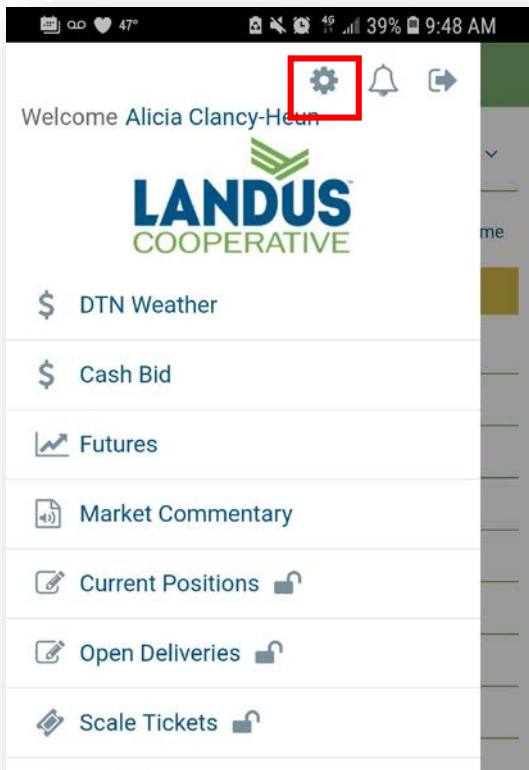 47° 4G 39% 9:48 AM
Welcome Alicia Clancy-Heun
LANDUS
COOPERATIVE
me
DTN Weather
Cash Bid
Futures
Market Commentary
Current Positions
Open Deliveries
Scale Tickets